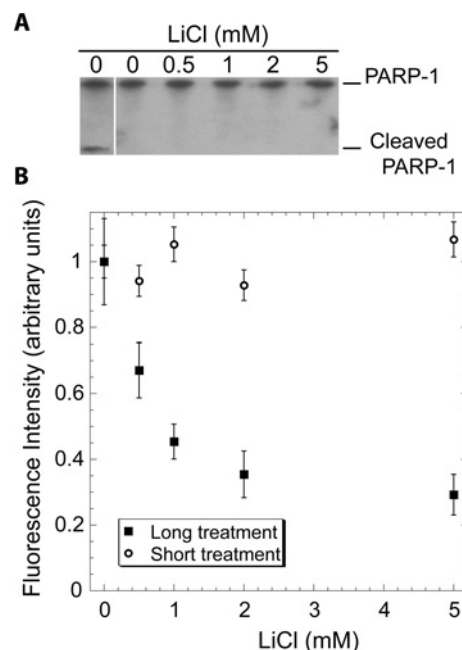 A
LiCl (mM)
0 0 0.5 1 2 5
PARP-1
Cleaved
PARP-1
B
Fluorescence Intensity (arbitrary units)
1
0.8
0.6
0.4
0.2
0
Long treatment
Short treatment
0 1 2 3 4 5
LiCl (mM)